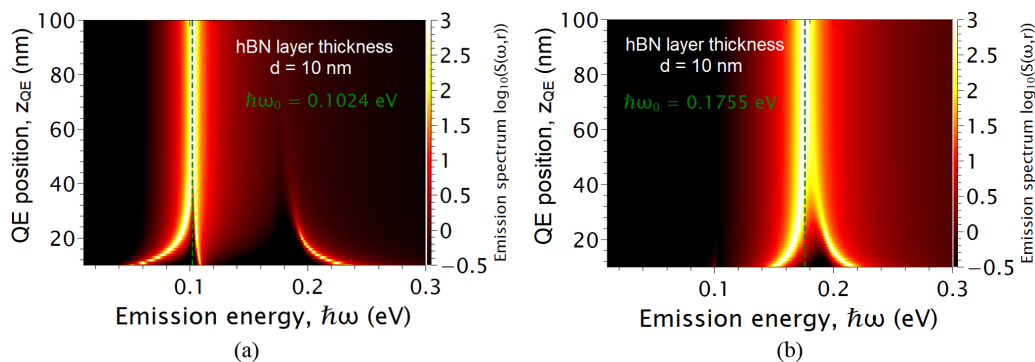 QE position, z_QE (nm)
100
80
60
40
20
hBN layer thickness
d = 10 nm
ℏω₀ = 0.1024 eV
0.1
0.2
0.3
Emission energy, ℏω (eV)
3
2.5
2
1.5
1
0.5
0
−0.5
Emission spectrum log₁₀(S(ω,r))
(a)
QE position, z_QE (nm)
100
80
60
40
20
hBN layer thickness
d = 10 nm
ℏω₀ = 0.1755 eV
0.1
0.2
0.3
Emission energy, ℏω (eV)
3
2.5
2
1.5
1
0.5
0
−0.5
Emission spectrum log₁₀(S(ω,r))
(b)